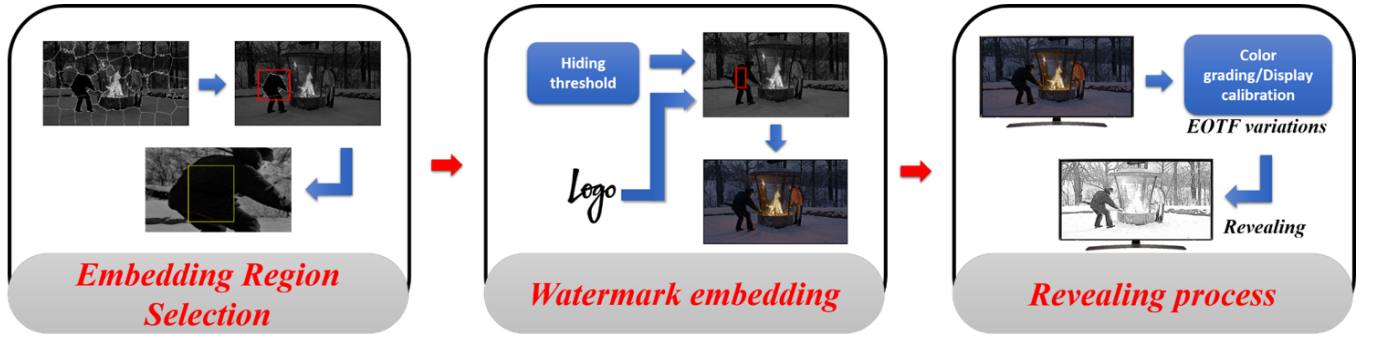 Embedding Region
Selection
Hiding
threshold
Logo
Watermark embedding
Color
grading/Display
calibration
EOTF variations
Revealing
Revealing process